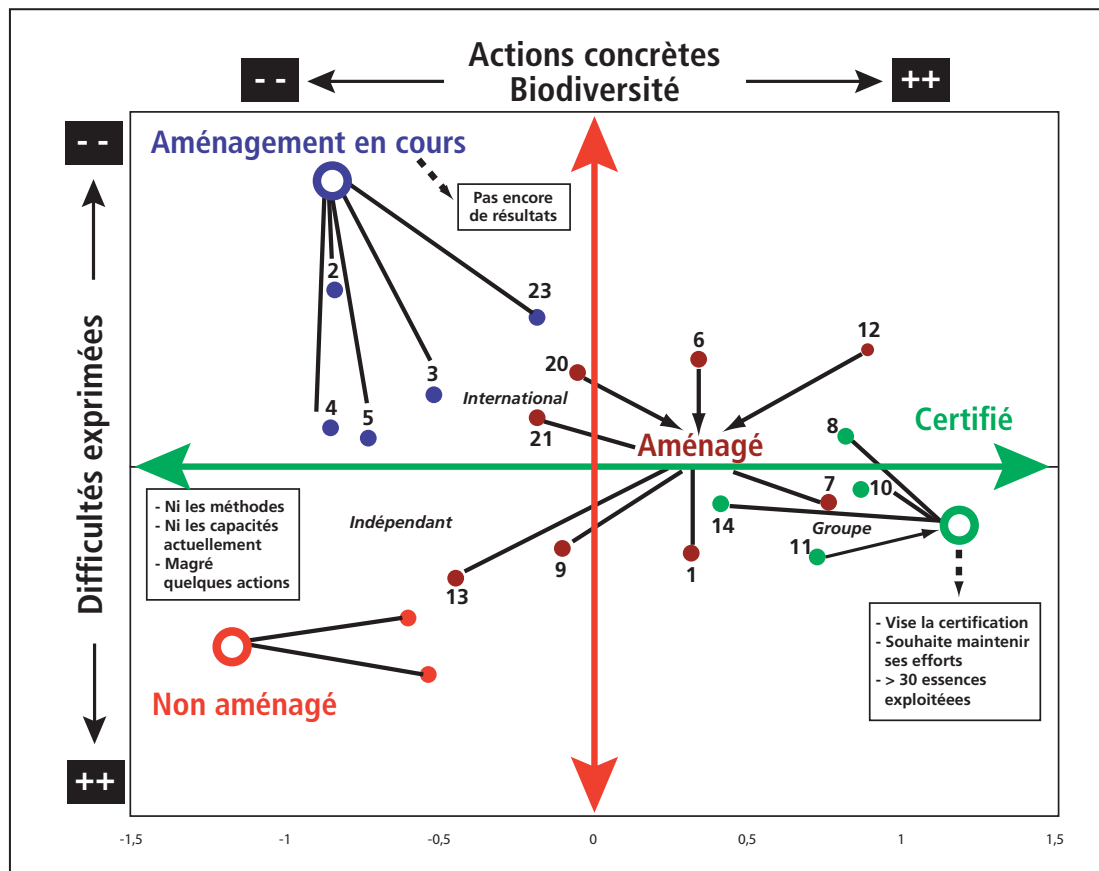 Actions concrètes
Biodiversité
- -
++
- -
Difficultés exprimées
++
Aménagement en cours
Pas encore
de résultats
2
23
3
4
5
International
20
21
6
12
Aménagé
Certifié
8
10
7
14
Groupe
11
- Ni les méthodes
- Ni les capacités
actuellement
- Magré
quelques actions
Indépendant
13
9
1
Non aménagé
- Vise la certification
- Souhaite maintenir
ses efforts
- > 30 essences
exploitéees
-1,5
-1
-0,5
0
0,5
1
1,5